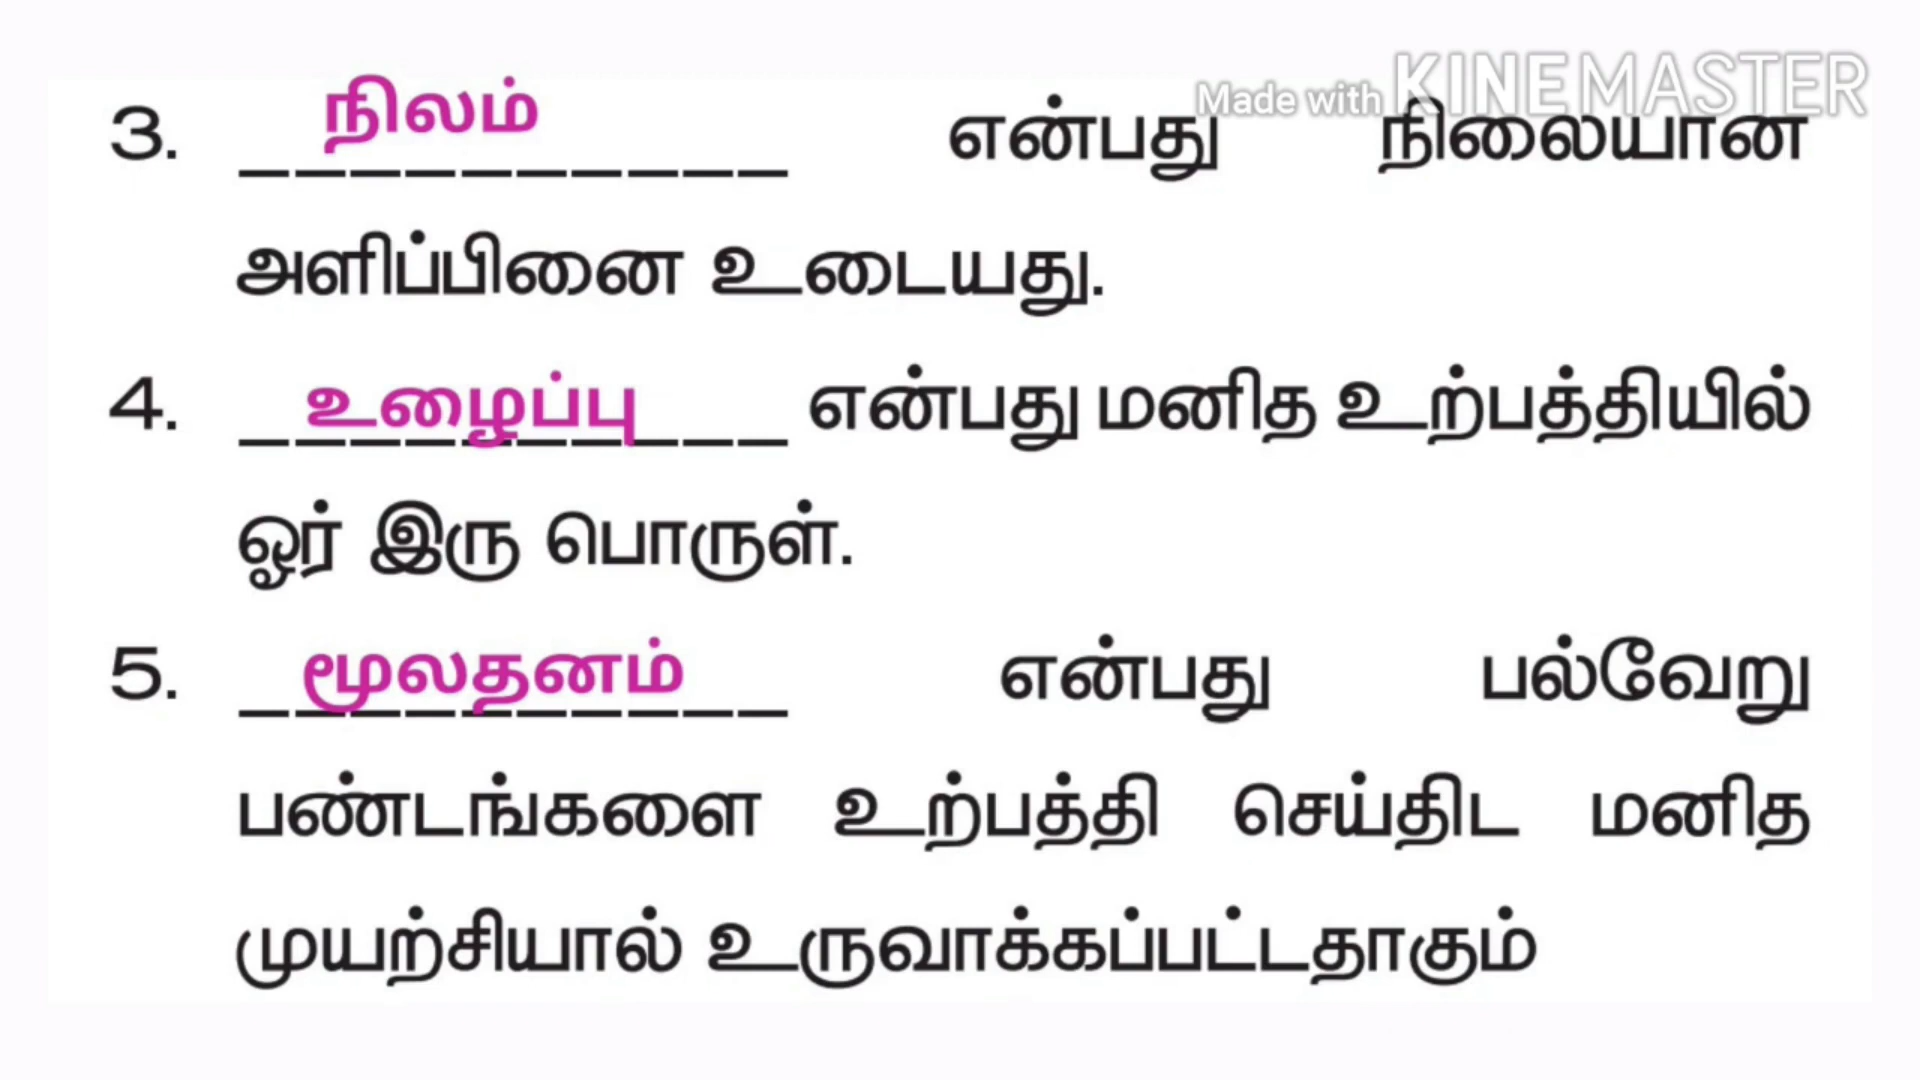 Made with KINEMASTER
3. நிலம் என்பது நிலையான
அளிப்பினை உடையது.
4. உழைப்பு என்பது மனித உற்பத்தியில்
ஓர் இரு பொருள்.
5. மூலதனம் என்பது பல்வேறு
பண்டங்களை உற்பத்தி செய்திட மனித
முயற்சியால் உருவாக்கப்பட்டதாகும்